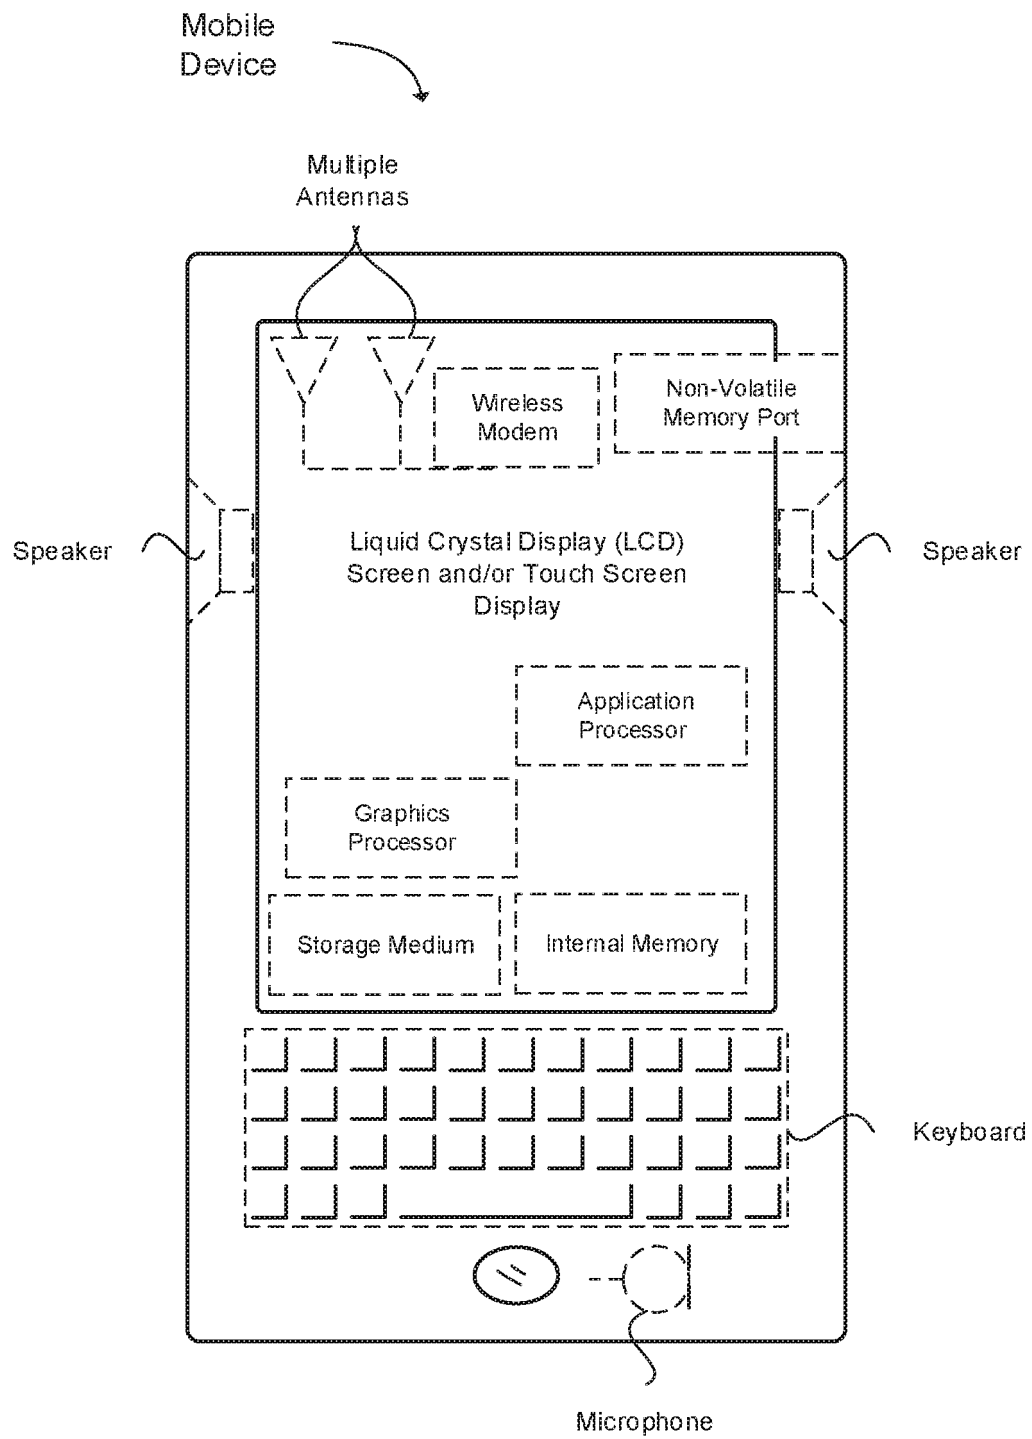 Mobile
Device
Multiple
Antennas
Wireless
Modem
Non-Volatile
Memory Port
Speaker
Liquid Crystal Display (LCD)
Screen and/or Touch Screen
Display
Speaker
Application
Processor
Graphics
Processor
Storage Medium
Internal Memory
Keyboard
Microphone